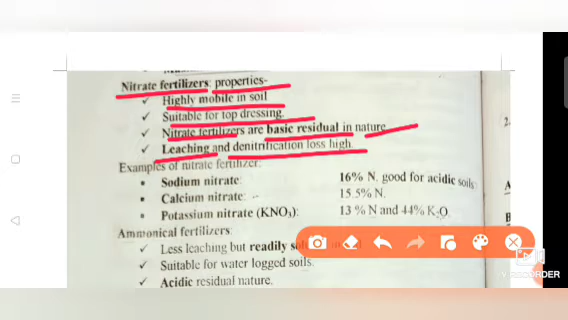 Nitrate fertilizers: properties-
✓ Highly mobile in soil
✓ Suitable for top dressing.
✓ Nitrate fertilizers are basic residual in nature
✓ Leaching and denitrification loss high.
Examples of nitrate fertilizer:
• Sodium nitrate: 16% N. good for acidic soils
• Calcium nitrate: 15.5% N.
• Potassium nitrate (KNO₃): 13 % N and 44% K₂O.
Ammonical fertilizers:
✓ Less leaching but readily
✓ Suitable for water logged soils.
✓ Acidic residual nature.
2.
A
B
RECORDER